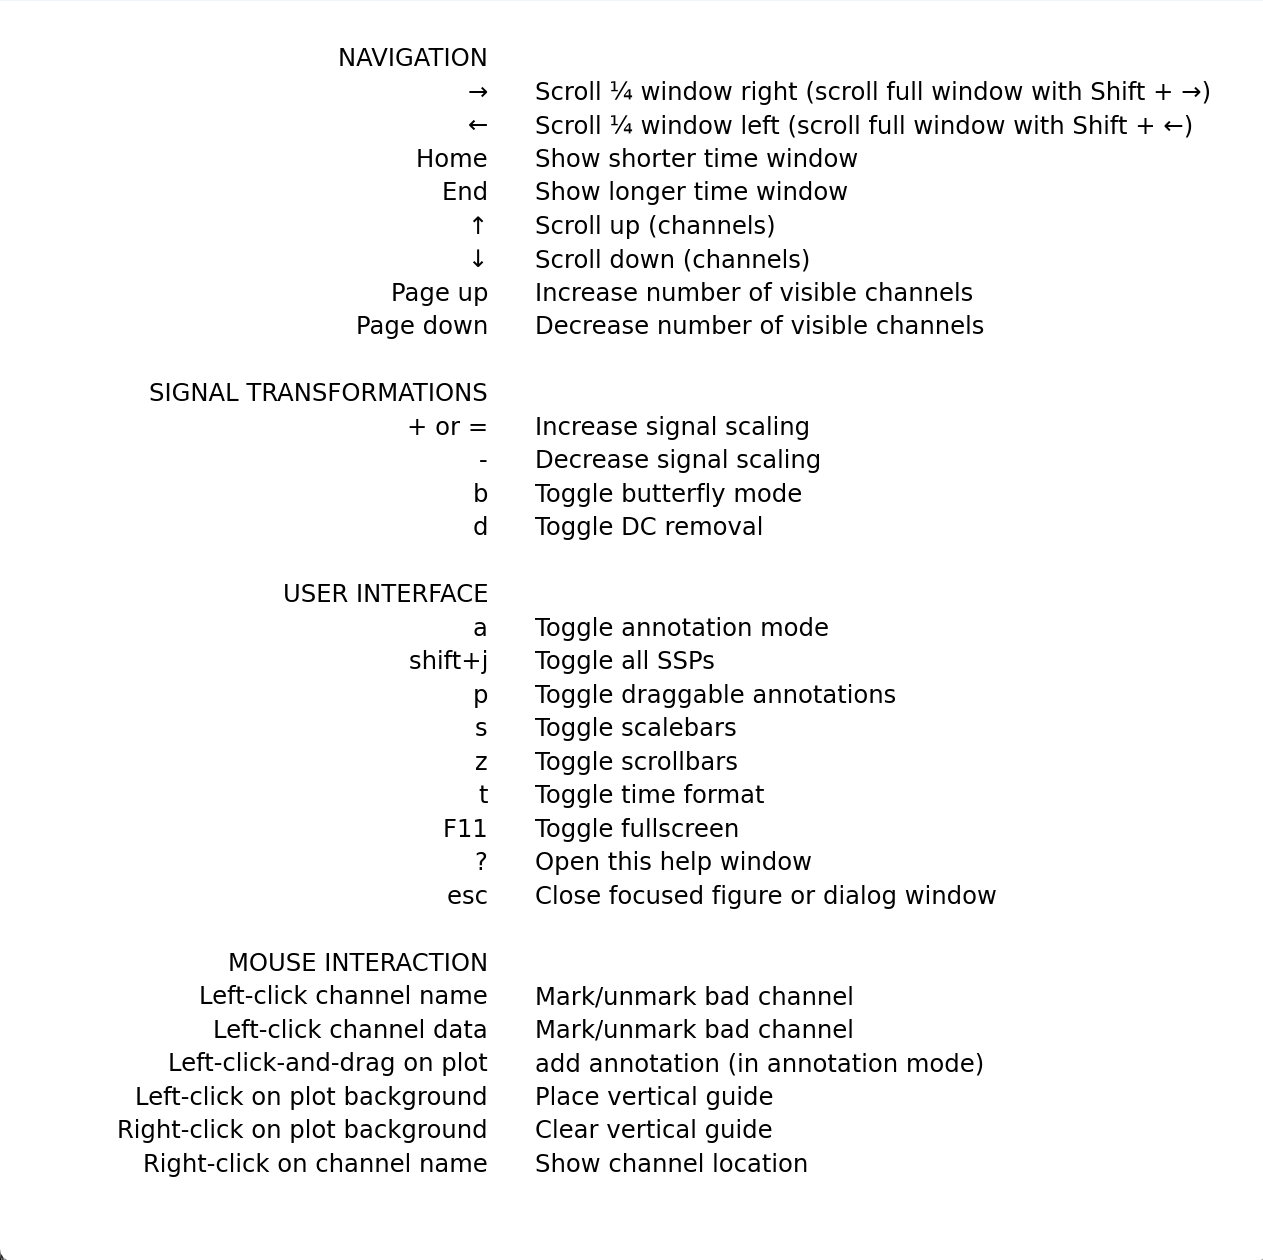 NAVIGATION
→ Scroll ¼ window right (scroll full window with Shift + →)
← Scroll ¼ window left (scroll full window with Shift + ←)
Home Show shorter time window
End Show longer time window
↑ Scroll up (channels)
↓ Scroll down (channels)
Page up Increase number of visible channels
Page down Decrease number of visible channels
SIGNAL TRANSFORMATIONS
+ or = Increase signal scaling
- Decrease signal scaling
b Toggle butterfly mode
d Toggle DC removal
USER INTERFACE
a Toggle annotation mode
shift+j Toggle all SSPs
p Toggle draggable annotations
s Toggle scalebars
z Toggle scrollbars
t Toggle time format
F11 Toggle fullscreen
? Open this help window
esc Close focused figure or dialog window
MOUSE INTERACTION
Left-click channel name Mark/unmark bad channel
Left-click channel data Mark/unmark bad channel
Left-click-and-drag on plot add annotation (in annotation mode)
Left-click on plot background Place vertical guide
Right-click on plot background Clear vertical guide
Right-click on channel name Show channel location